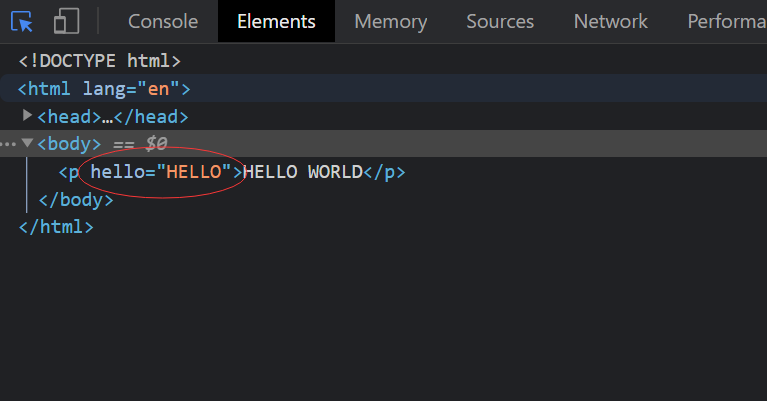 Console Elements Memory Sources Network Performa
<!DOCTYPE html>
<html lang="en">
<head>…</head>
<body> == $0
<p hello="HELLO">HELLO WORLD</p>
</body>
</html>